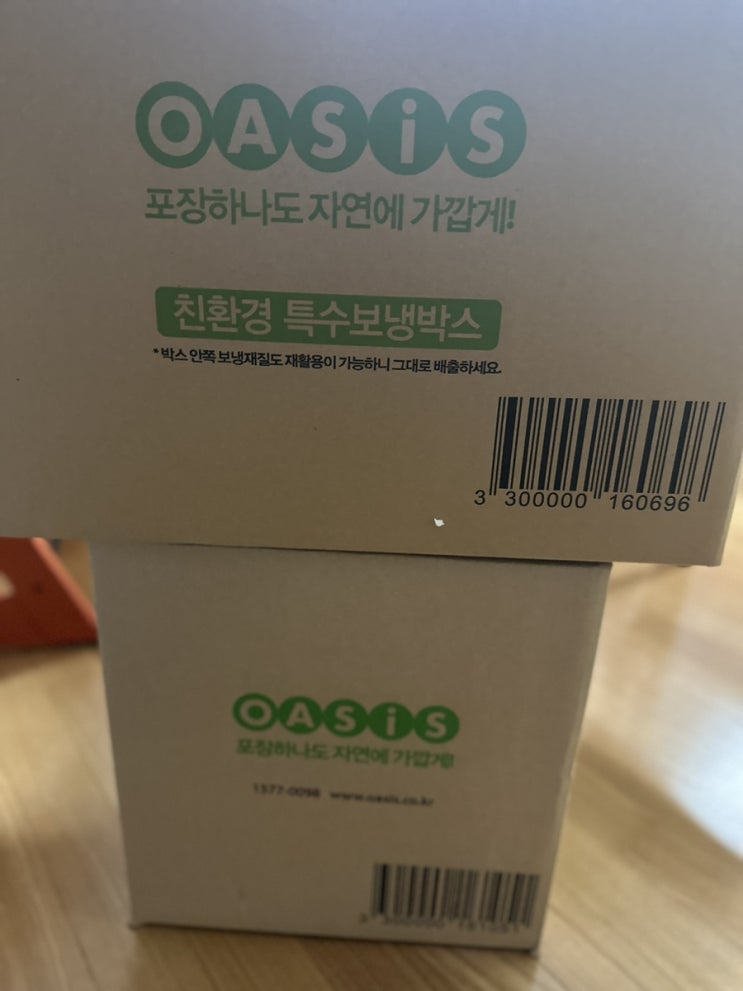 OASiS
포장하나도 자연에 가깝게!
친환경 특수보냉박스
* 박스 안쪽 보냉재질도 재활용이 가능하니 그대로 배출하세요.
3 300000 160696
OASiS
포장하나도 자연에 가깝게!
1577-0098 www.oasis.co.kr